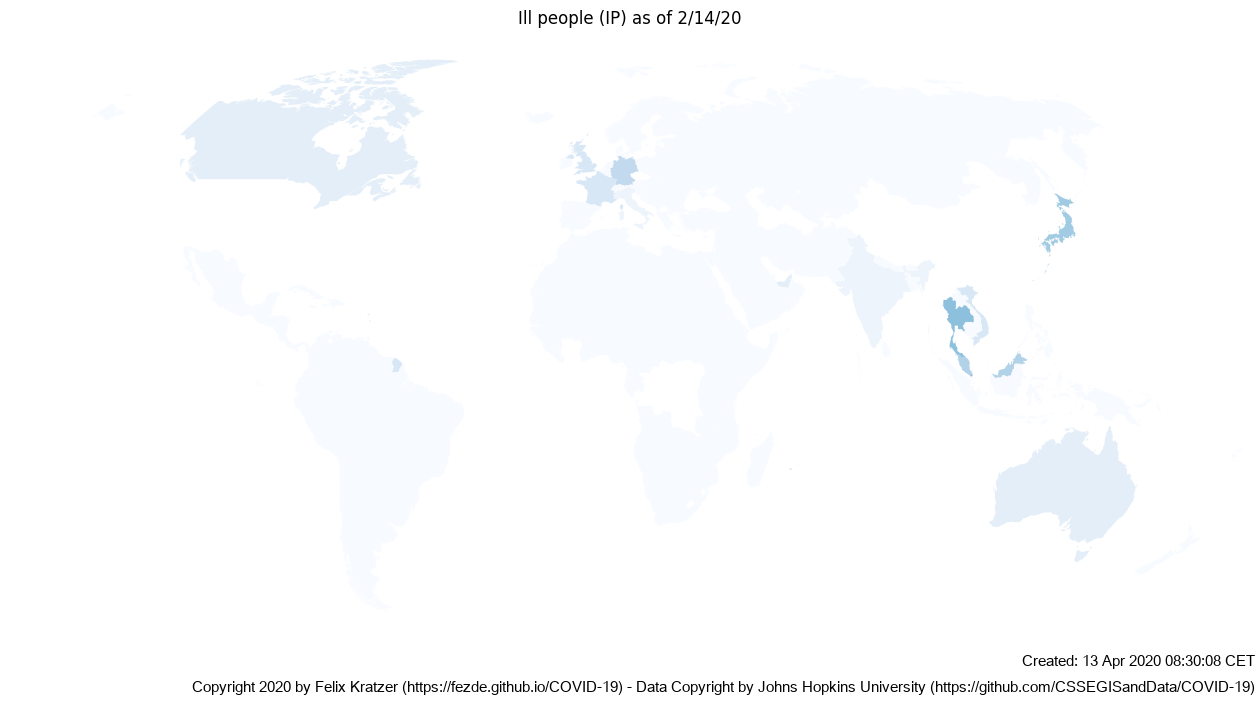 Ill people (IP) as of 2/14/20
Created: 13 Apr 2020 08:30:08 CET
Copyright 2020 by Felix Kratzer (https://fezde.github.io/COVID-19) - Data Copyright by Johns Hopkins University (https://github.com/CSSEGISandData/COVID-19)